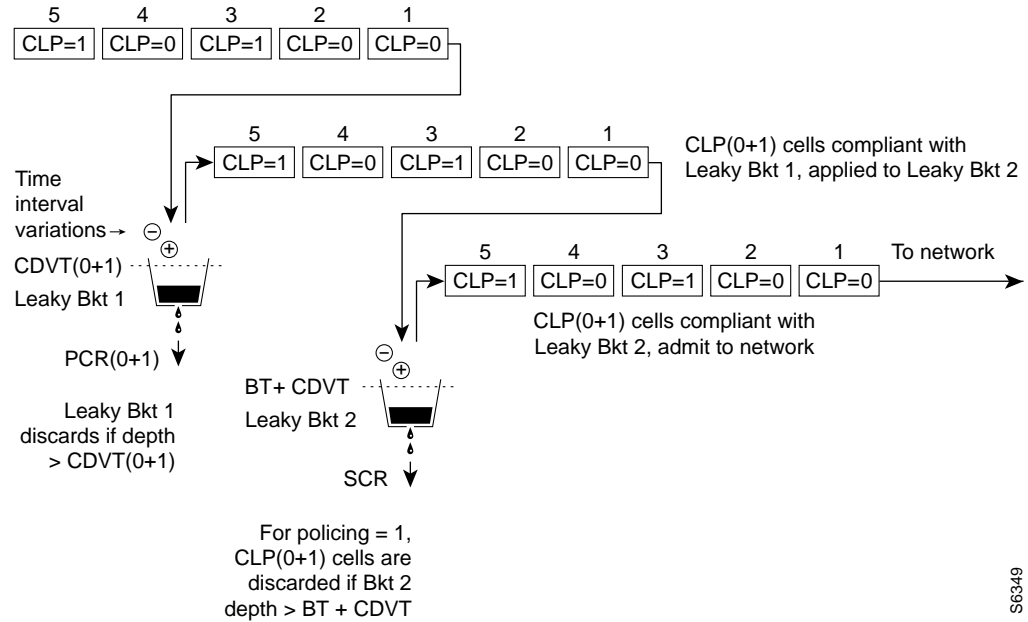 5 4 3 2 1
CLP=1 CLP=0 CLP=1 CLP=0 CLP=0
5 4 3 2 1
CLP=1 CLP=0 CLP=1 CLP=0 CLP=0
CLP(0+1) cells compliant with
Leaky Bkt 1, applied to Leaky Bkt 2
Time
interval
variations→
−
+
CDVT(0+1)
Leaky Bkt 1
PCR(0+1)
Leaky Bkt 1
discards if depth
> CDVT(0+1)
5 4 3 2 1 To network
CLP=1 CLP=0 CLP=1 CLP=0 CLP=0
CLP(0+1) cells compliant with
Leaky Bkt 2, admit to network
−
+
BT+ CDVT
Leaky Bkt 2
SCR
For policing = 1,
CLP(0+1) cells are
discarded if Bkt 2
depth > BT + CDVT
S6349